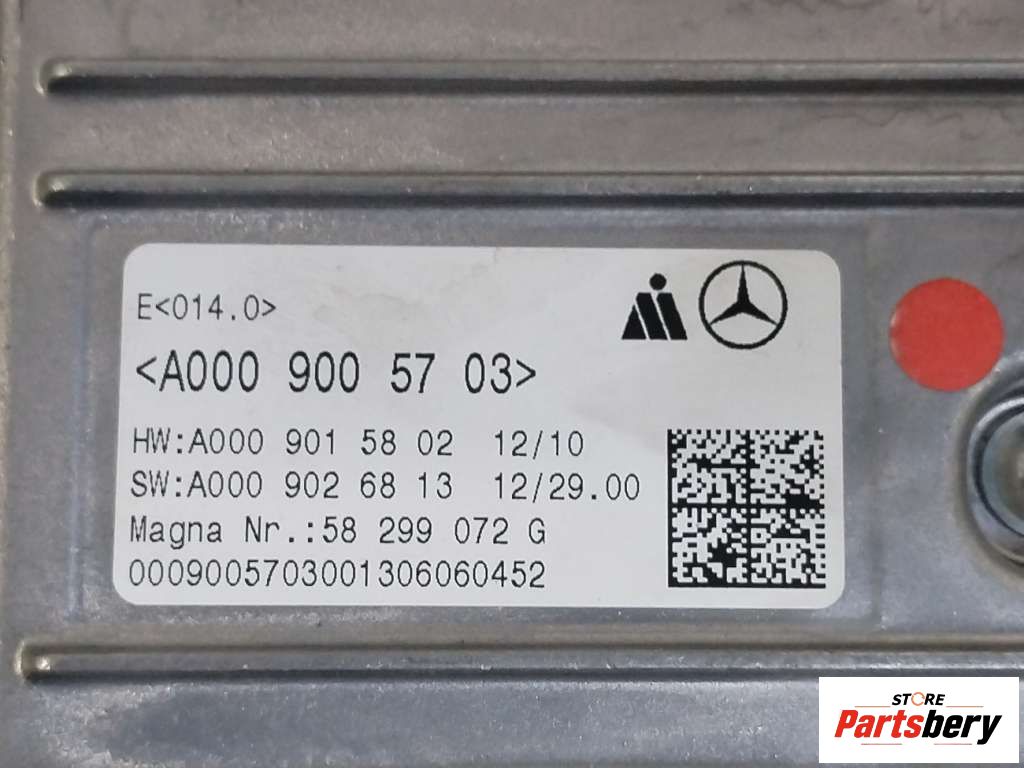 E<014.0>
<A000 900 57 03>
HW:A000 901 58 02 12/10
SW:A000 902 68 13 12/29.00
Magna Nr.:58 299 072 G
0009005703001306060452
STORE
Partsbery